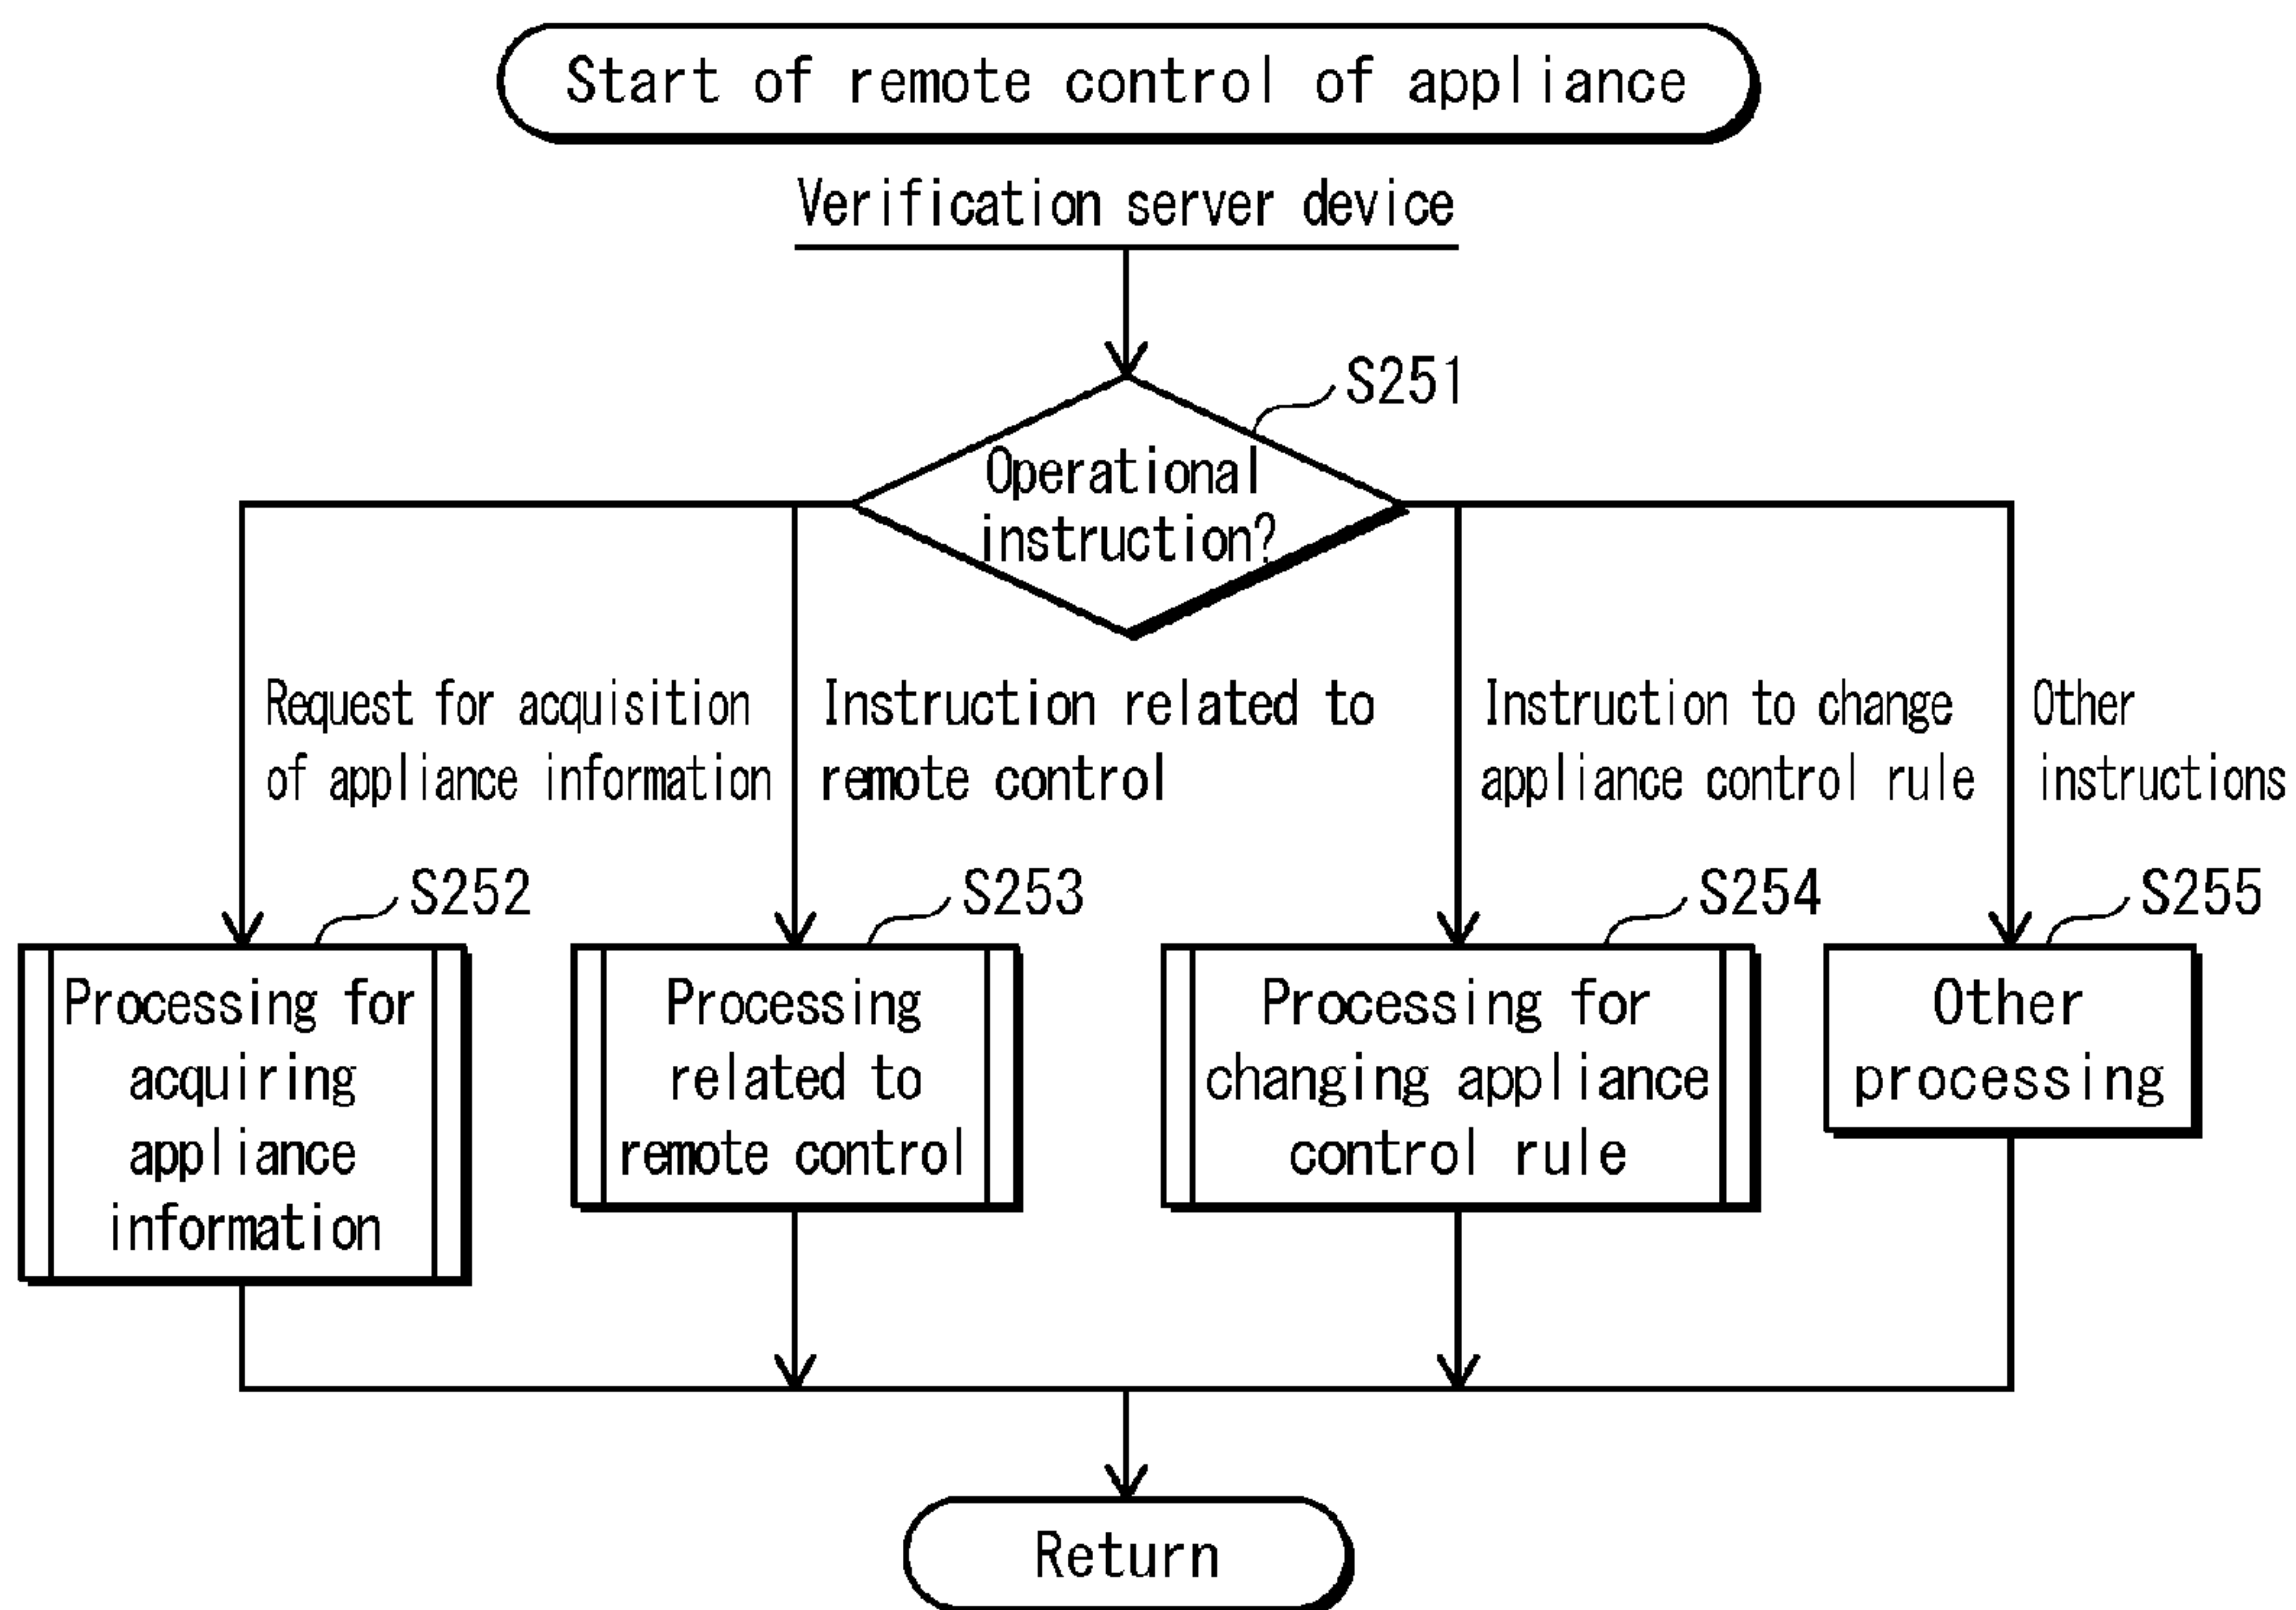 Start of remote control of appliance
Verification server device
S251
Operational
instruction?
Request for acquisition
of appliance information
Instruction related to
remote control
Instruction to change
appliance control rule
Other
instructions
S252
Processing for
acquiring
appliance
information
S253
Processing
related to
remote control
S254
Processing for
changing appliance
control rule
S255
Other
processing
Return